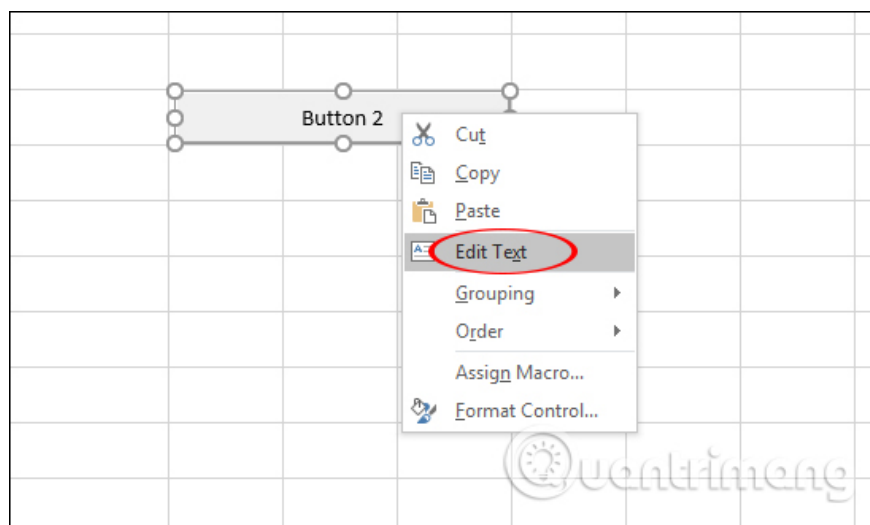 Button 2
Cut
Copy
Paste
Edit Text
Grouping
Order
Assign Macro...
Format Control...
Quantrimang